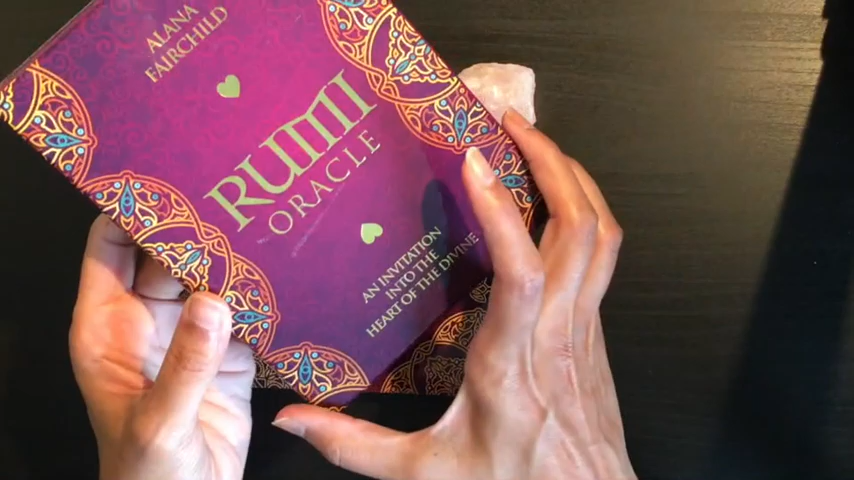 ALANA
FAIRCHILD
RUMI
ORACLE
AN INVITATION
INTO THE
HEART OF THE DIVINE